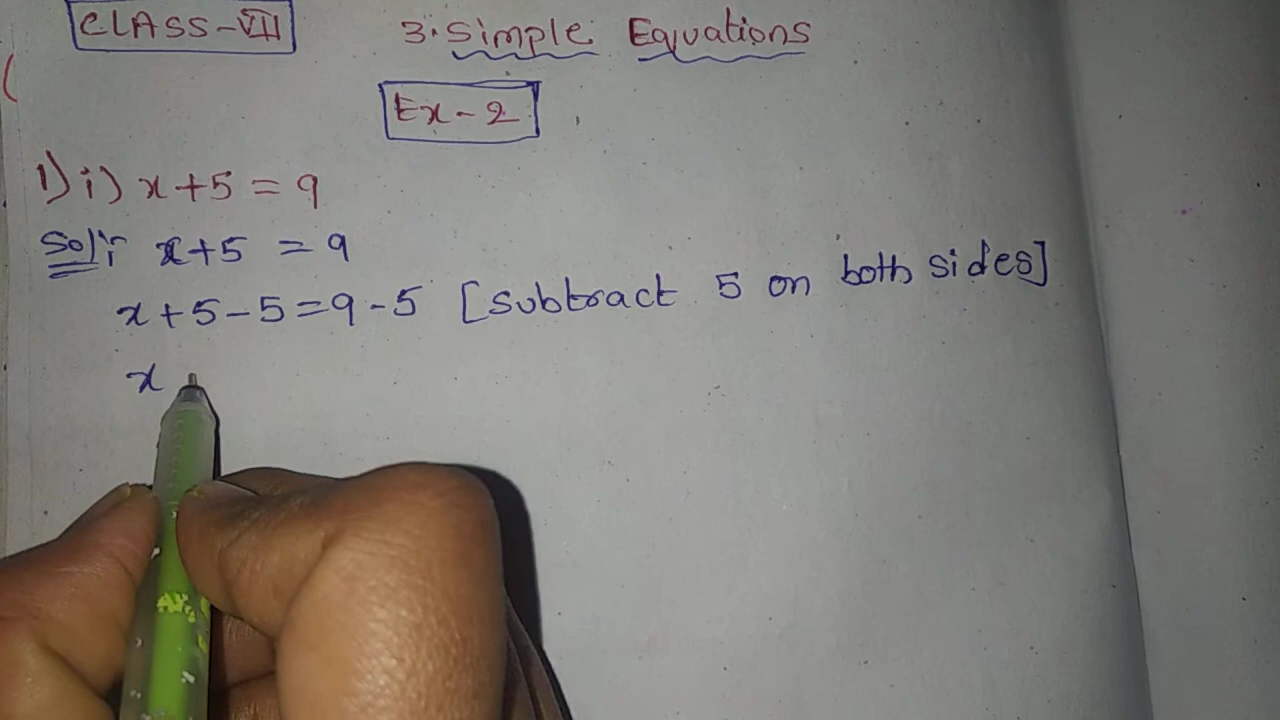 CLASS-VII
3. Simple Equations
Ex-2
1) i) x+5 = 9
Sol: x+5 = 9
x+5-5=9-5 [subtract 5 on both sides]
x